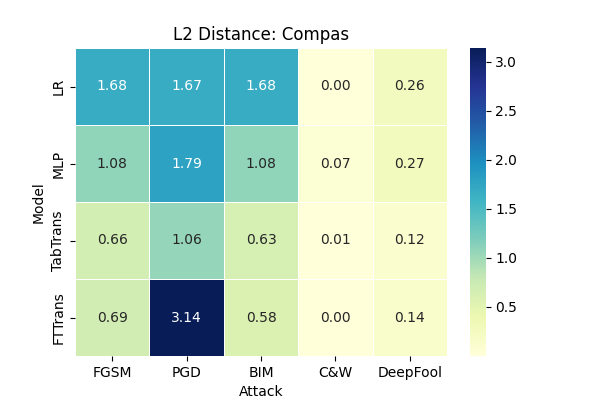 L2 Distance: Compas
Model
LR 1.68 1.67 1.68 0.00 0.26
MLP 1.08 1.79 1.08 0.07 0.27
TabTrans 0.66 1.06 0.63 0.01 0.12
FTTrans 0.69 3.14 0.58 0.00 0.14
FGSM PGD BIM C&W DeepFool
Attack
3.0
2.5
2.0
1.5
1.0
0.5